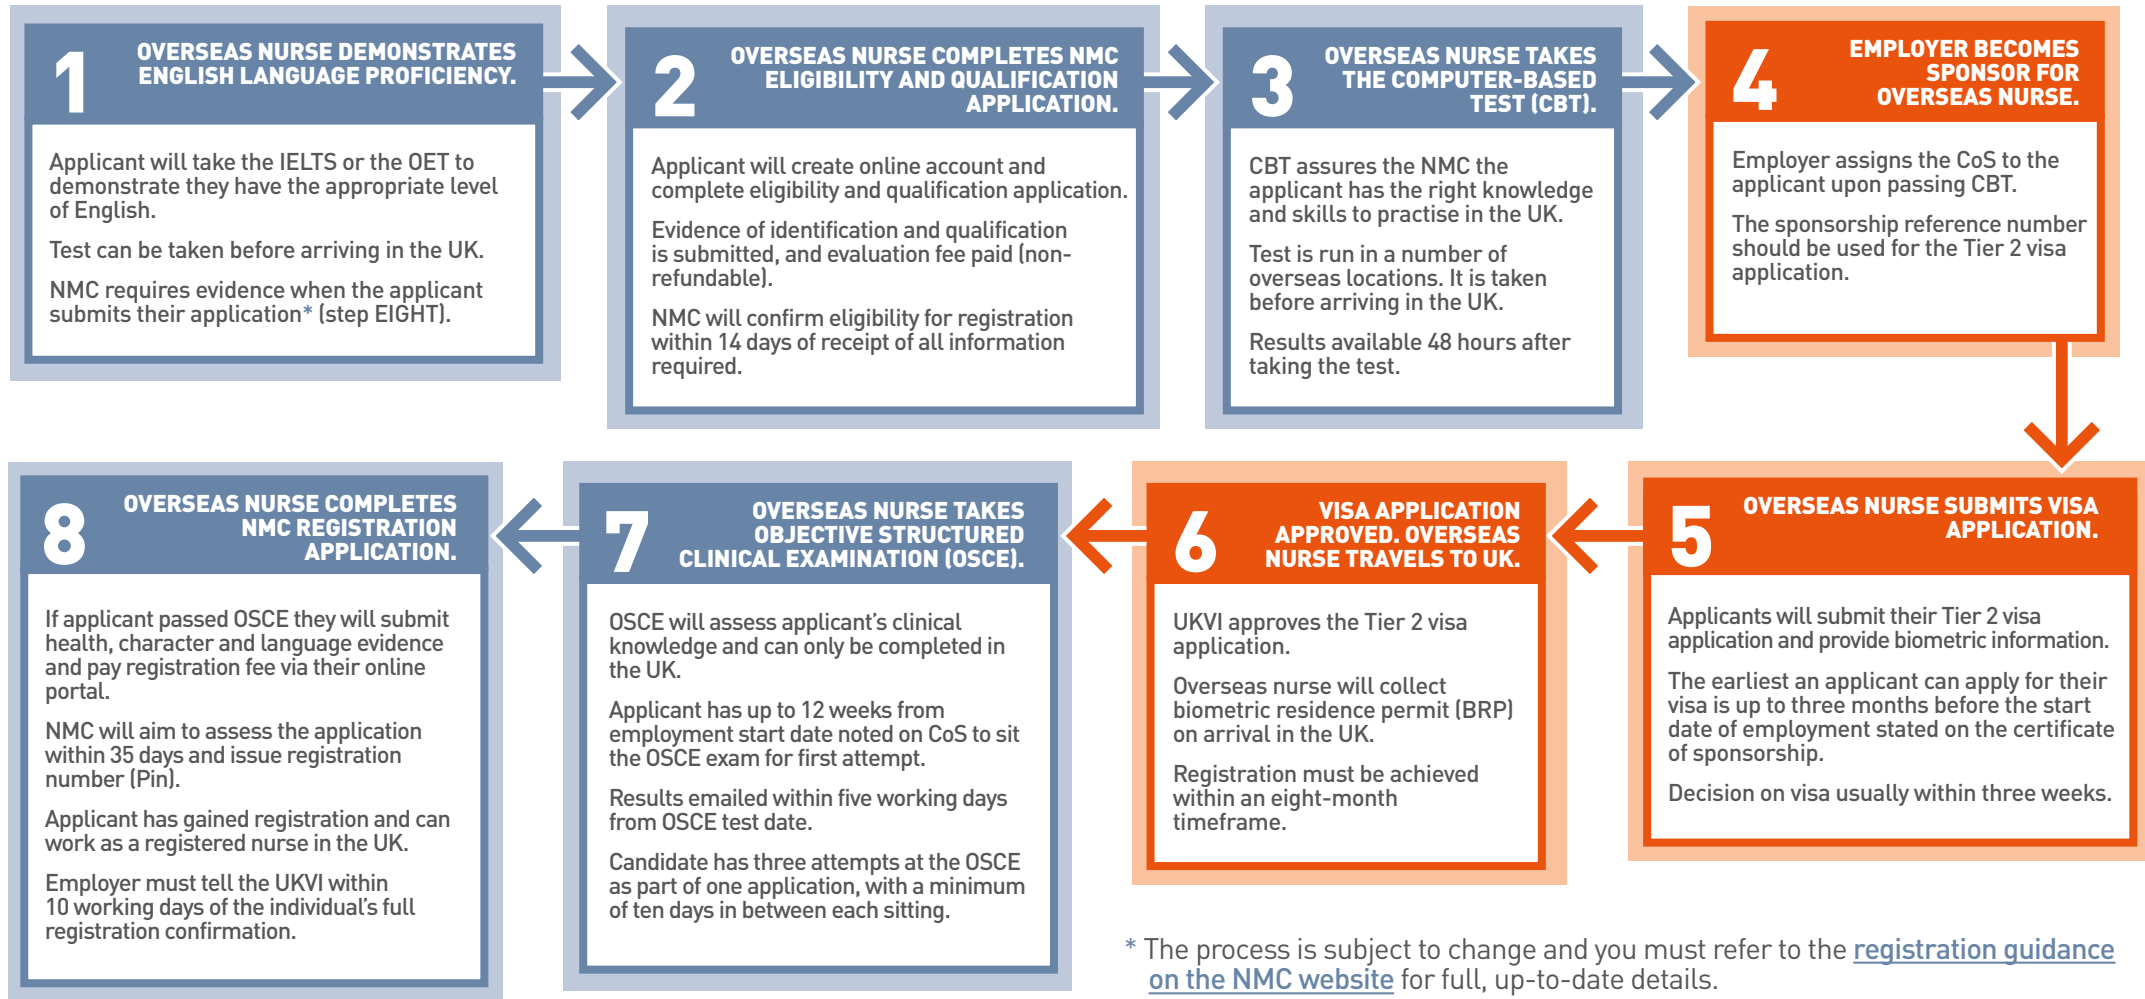 1
OVERSEAS NURSE DEMONSTRATES
ENGLISH LANGUAGE PROFICIENCY.
Applicant will take the IELTS or the OET to
demonstrate they have the appropriate level
of English.
Test can be taken before arriving in the UK.
NMC requires evidence when the applicant
submits their application* (step EIGHT).
2
OVERSEAS NURSE COMPLETES NMC
ELIGIBILITY AND QUALIFICATION
APPLICATION.
Applicant will create online account and
complete eligibility and qualification application.
Evidence of identification and qualification
is submitted, and evaluation fee paid (non-
refundable).
NMC will confirm eligibility for registration
within 14 days of receipt of all information
required.
3
OVERSEAS NURSE TAKES
THE COMPUTER-BASED
TEST (CBT).
CBT assures the NMC the
applicant has the right knowledge
and skills to practise in the UK.
Test is run in a number of
overseas locations. It is taken
before arriving in the UK.
Results available 48 hours after
taking the test.
4
EMPLOYER BECOMES
SPONSOR FOR
OVERSEAS NURSE.
Employer assigns the CoS to the
applicant upon passing CBT.
The sponsorship reference number
should be used for the Tier 2 visa
application.
5
OVERSEAS NURSE SUBMITS VISA
APPLICATION.
Applicants will submit their Tier 2 visa
application and provide biometric information.
The earliest an applicant can apply for their
visa is up to three months before the start
date of employment stated on the certificate
of sponsorship.
Decision on visa usually within three weeks.
6
VISA APPLICATION
APPROVED. OVERSEAS
NURSE TRAVELS TO UK.
UKVI approves the Tier 2 visa
application.
Overseas nurse will collect
biometric residence permit (BRP)
on arrival in the UK.
Registration must be achieved
within an eight-month
timeframe.
7
OVERSEAS NURSE TAKES
OBJECTIVE STRUCTURED
CLINICAL EXAMINATION (OSCE).
OSCE will assess applicant's clinical
knowledge and can only be completed in
the UK.
Applicant has up to 12 weeks from
employment start date noted on CoS to sit
the OSCE exam for first attempt.
Results emailed within five working days
from OSCE test date.
Candidate has three attempts at the OSCE
as part of one application, with a minimum
of ten days in between each sitting.
8
OVERSEAS NURSE COMPLETES
NMC REGISTRATION
APPLICATION.
If applicant passed OSCE they will submit
health, character and language evidence
and pay registration fee via their online
portal.
NMC will aim to assess the application
within 35 days and issue registration
number (Pin).
Applicant has gained registration and can
work as a registered nurse in the UK.
Employer must tell the UKVI within
10 working days of the individual's full
registration confirmation.
* The process is subject to change and you must refer to the registration guidance
on the NMC website for full, up-to-date details.